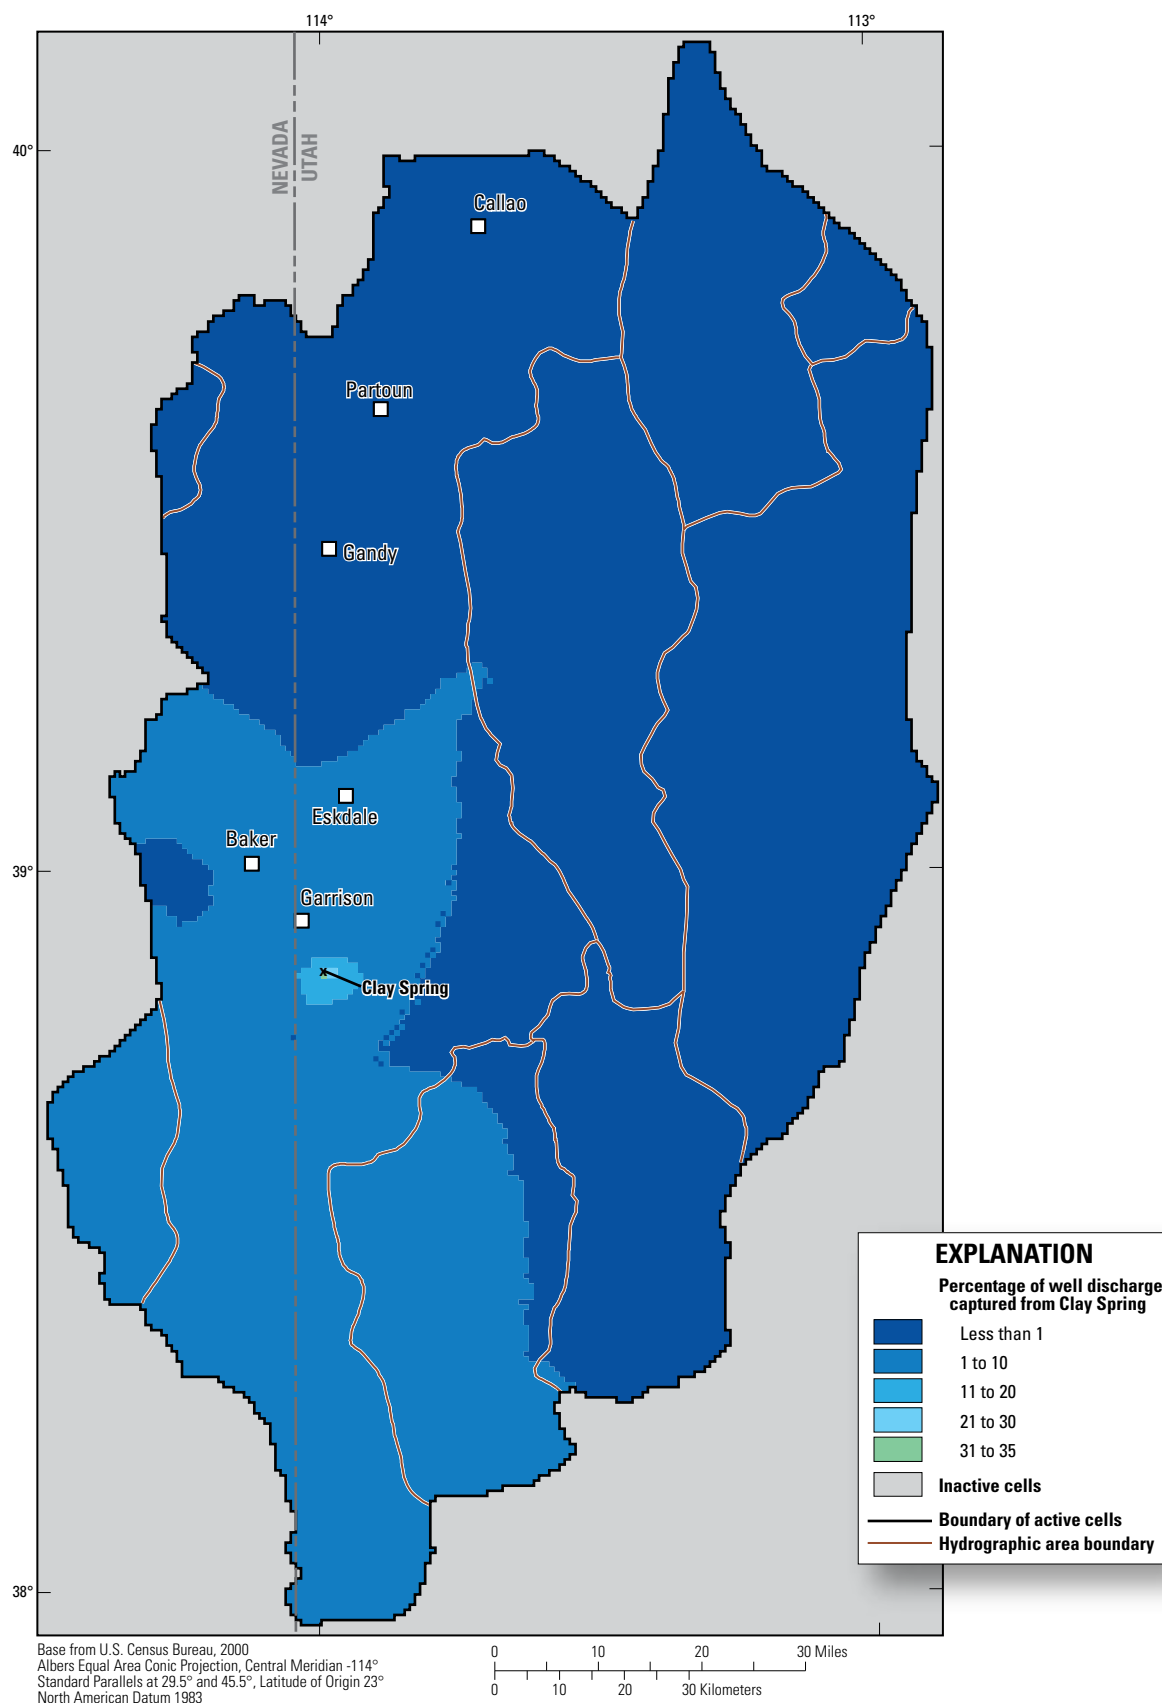 114°
113°
40°
NEVADA
UTAH
Callao
Partoun
Gandy
Eskdale
Baker
39°
Garrison
x
Clay Spring
EXPLANATION
Percentage of well discharge
captured from Clay Spring
Less than 1
1 to 10
11 to 20
21 to 30
31 to 35
Inactive cells
Boundary of active cells
Hydrographic area boundary
38°
Base from U.S. Census Bureau, 2000
Albers Equal Area Conic Projection, Central Meridian -114°
Standard Parallels at 29.5° and 45.5°, Latitude of Origin 23°
North American Datum 1983
0 10 20 30 Miles
0 10 20 30 Kilometers